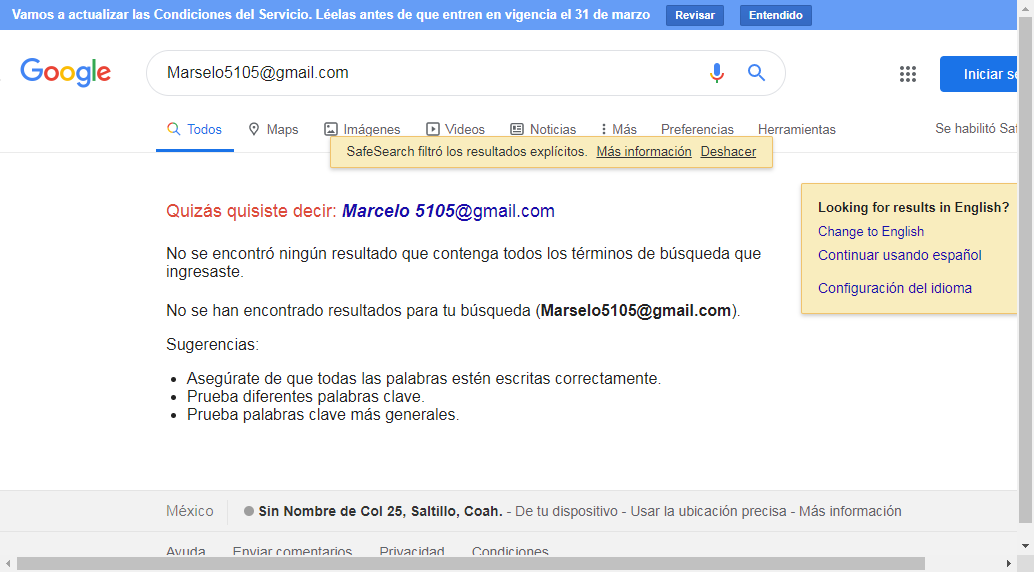 Vamos a actualizar las Condiciones del Servicio. Léelas antes de que entren en vigencia el 31 de marzo Revisar Entendido
Google Marselo5105@gmail.com Iniciar se
Todos Maps Imágenes Videos Noticias Más Preferencias Herramientas Se habilitó Saf
SafeSearch filtró los resultados explícitos. Más información Deshacer
Quizás quisiste decir: Marcelo 5105@gmail.com
No se encontró ningún resultado que contenga todos los términos de búsqueda que
ingresaste.
No se han encontrado resultados para tu búsqueda (Marselo5105@gmail.com).
Sugerencias:
Asegúrate de que todas las palabras estén escritas correctamente.
Prueba diferentes palabras clave.
Prueba palabras clave más generales.
Looking for results in English?
Change to English
Continuar usando español
Configuración del idioma
México Sin Nombre de Col 25, Saltillo, Coah. - De tu dispositivo - Usar la ubicación precisa - Más información
Ayuda Enviar comentarios Privacidad Condiciones